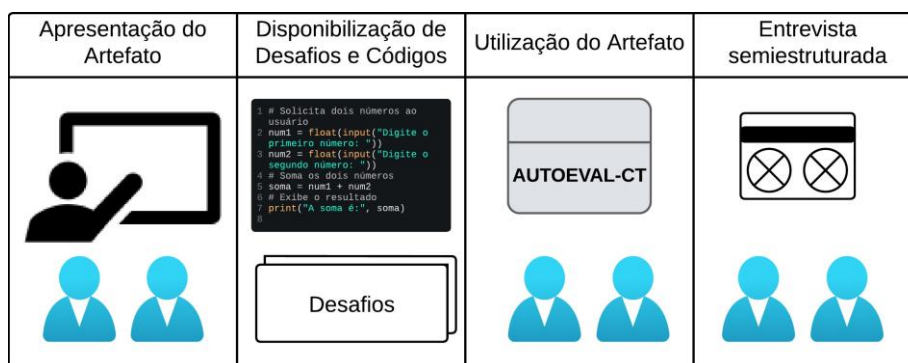 Apresentação do
Artefato
Disponibilização de
Desafios e Códigos
Utilização do Artefato
Entrevista
semiestruturada
1 # Solicita dois números ao
usuário
2 num1 = float(input("Digite o
primeiro número: "))
3 num2 = float(input("Digite o
segundo número: "))
4 # Soma os dois números
5 soma = num1 + num2
6 # Exibe o resultado
7 print("A soma é:", soma)
8
Desafios
AUTOEVAL-CT